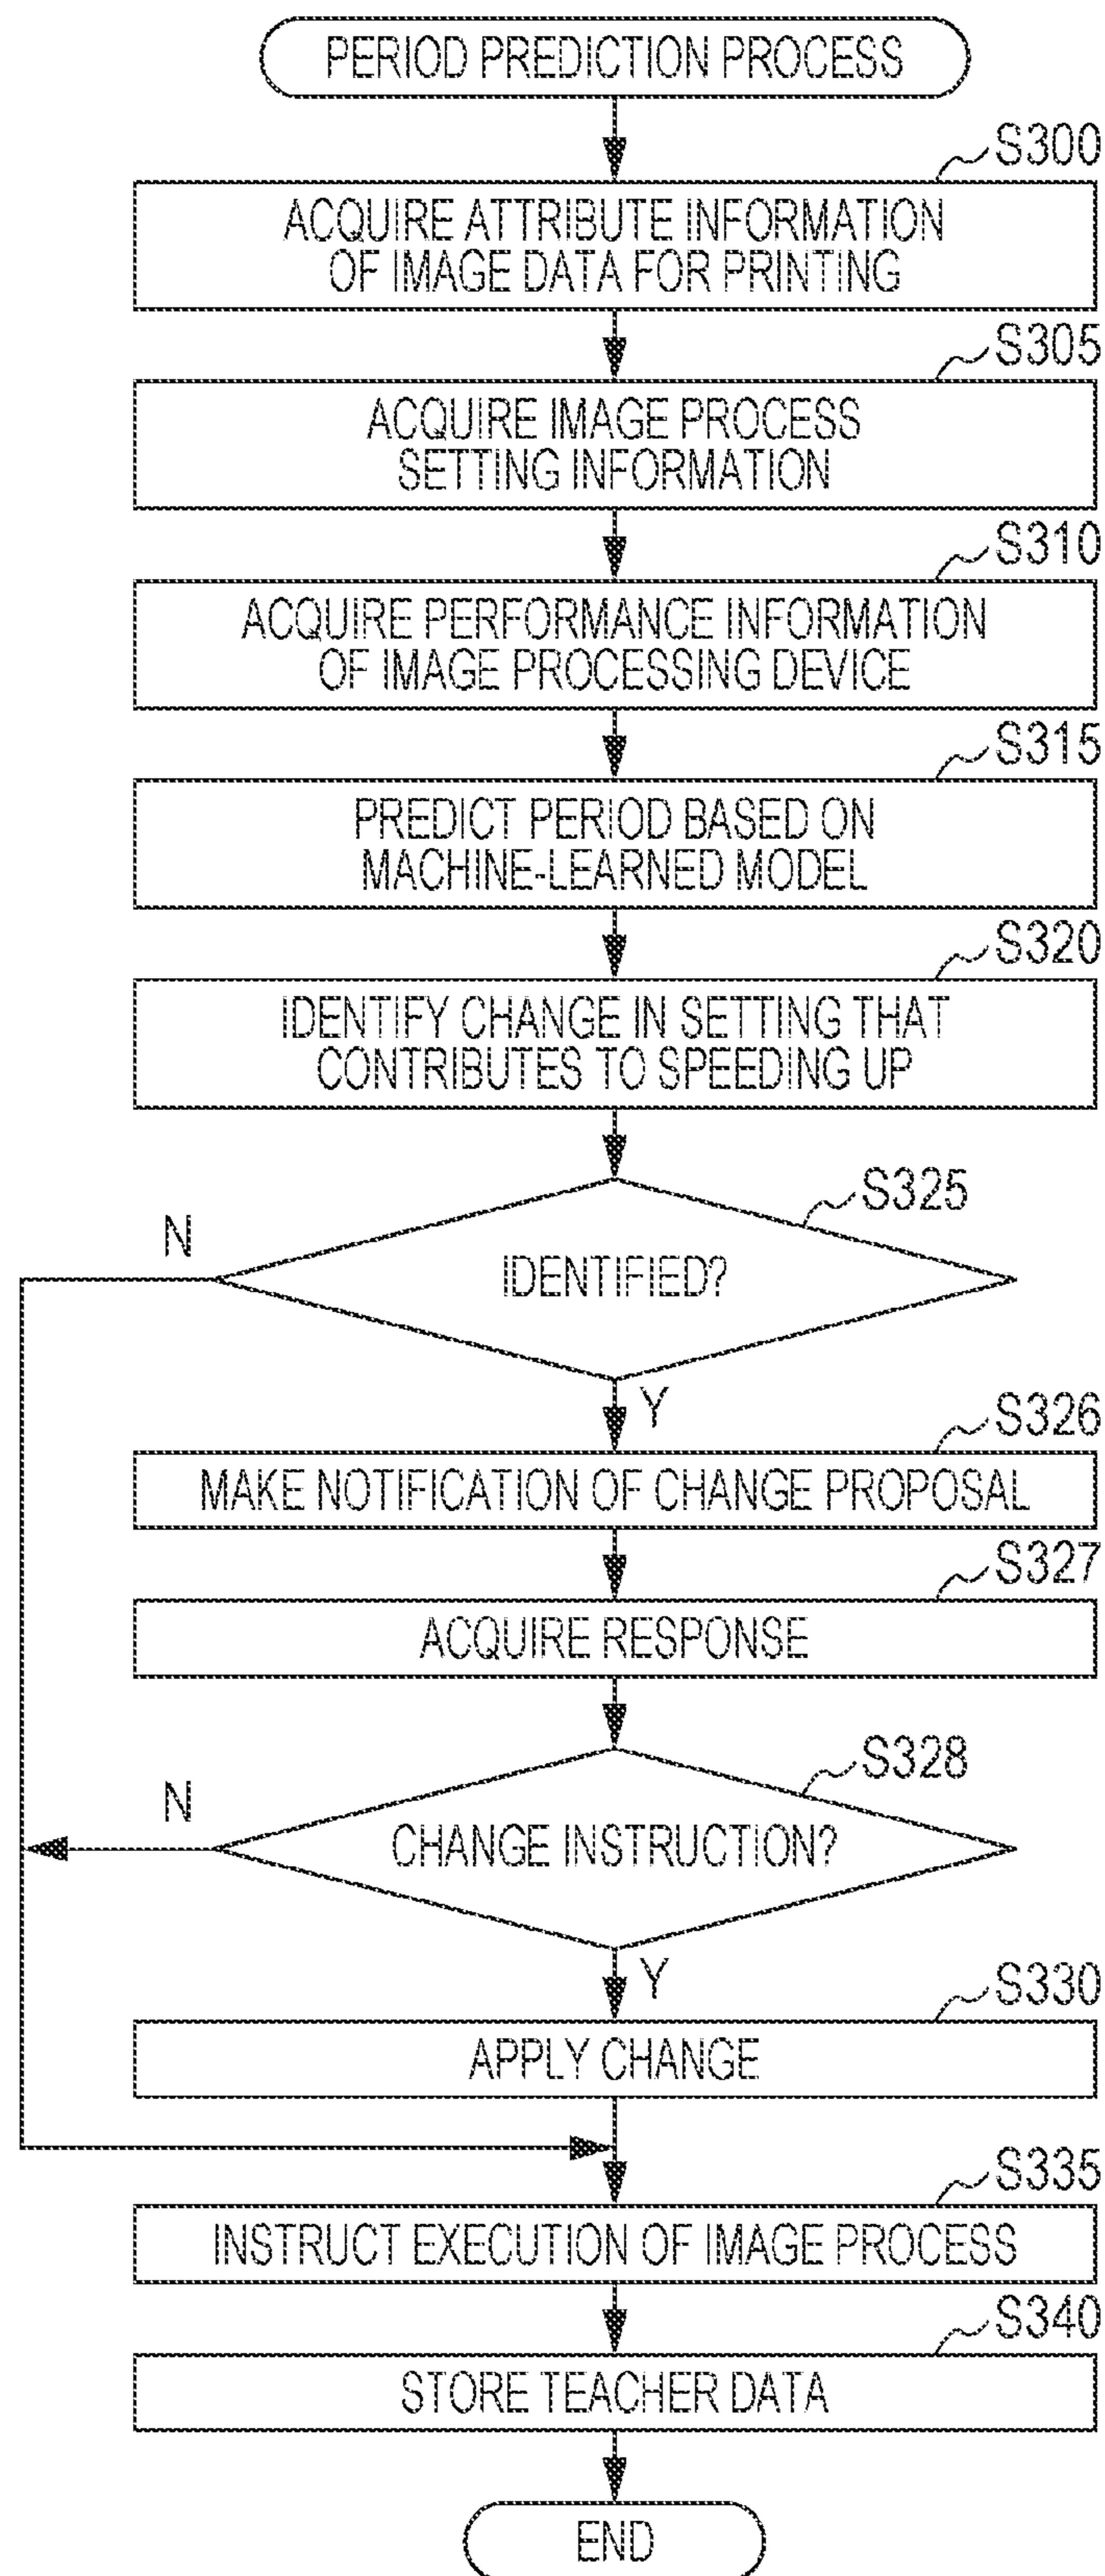 PERIOD PREDICTION PROCESS
S300
ACQUIRE ATTRIBUTE INFORMATION
OF IMAGE DATA FOR PRINTING
S305
ACQUIRE IMAGE PROCESS
SETTING INFORMATION
S310
ACQUIRE PERFORMANCE INFORMATION
OF IMAGE PROCESSING DEVICE
S315
PREDICT PERIOD BASED ON
MACHINE-LEARNED MODEL
S320
IDENTIFY CHANGE IN SETTING THAT
CONTRIBUTES TO SPEEDING UP
S325
N
IDENTIFIED?
Y
S326
MAKE NOTIFICATION OF CHANGE PROPOSAL
S327
ACQUIRE RESPONSE
S328
N
CHANGE INSTRUCTION?
Y
S330
APPLY CHANGE
S335
INSTRUCT EXECUTION OF IMAGE PROCESS
S340
STORE TEACHER DATA
END